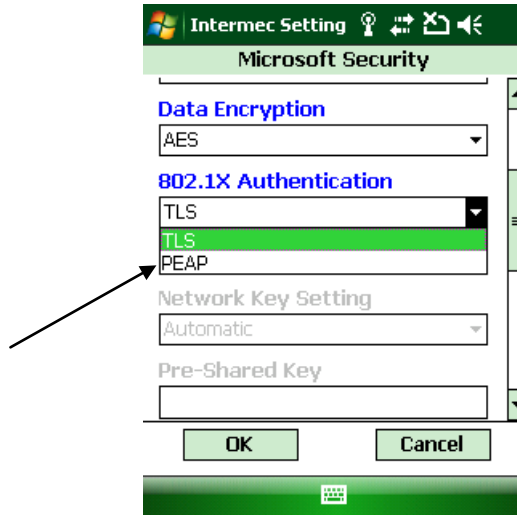 Intermec Setting
Microsoft Security
Data Encryption
AES
802.1X Authentication
TLS
TLS
PEAP
Network Key Setting
Automatic
Pre-Shared Key
OK Cancel